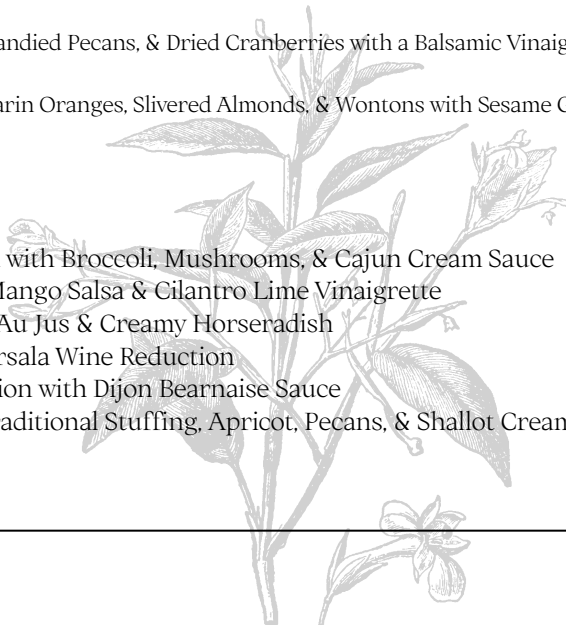 andied Pecans, & Dried Cranberries with a Balsamic Vinaig
arin Oranges, Slivered Almonds, & Wontons with Sesame
with Broccoli, Mushrooms, & Cajun Cream Sauce
Mango Salsa & Cilantro Lime Vinaigrette
Au Jus & Creamy Horseradish
rsala Wine Reduction
ion with Dijon Bearnaise Sauce
raditional Stuffing, Apricot, Pecans, & Shallot Cream